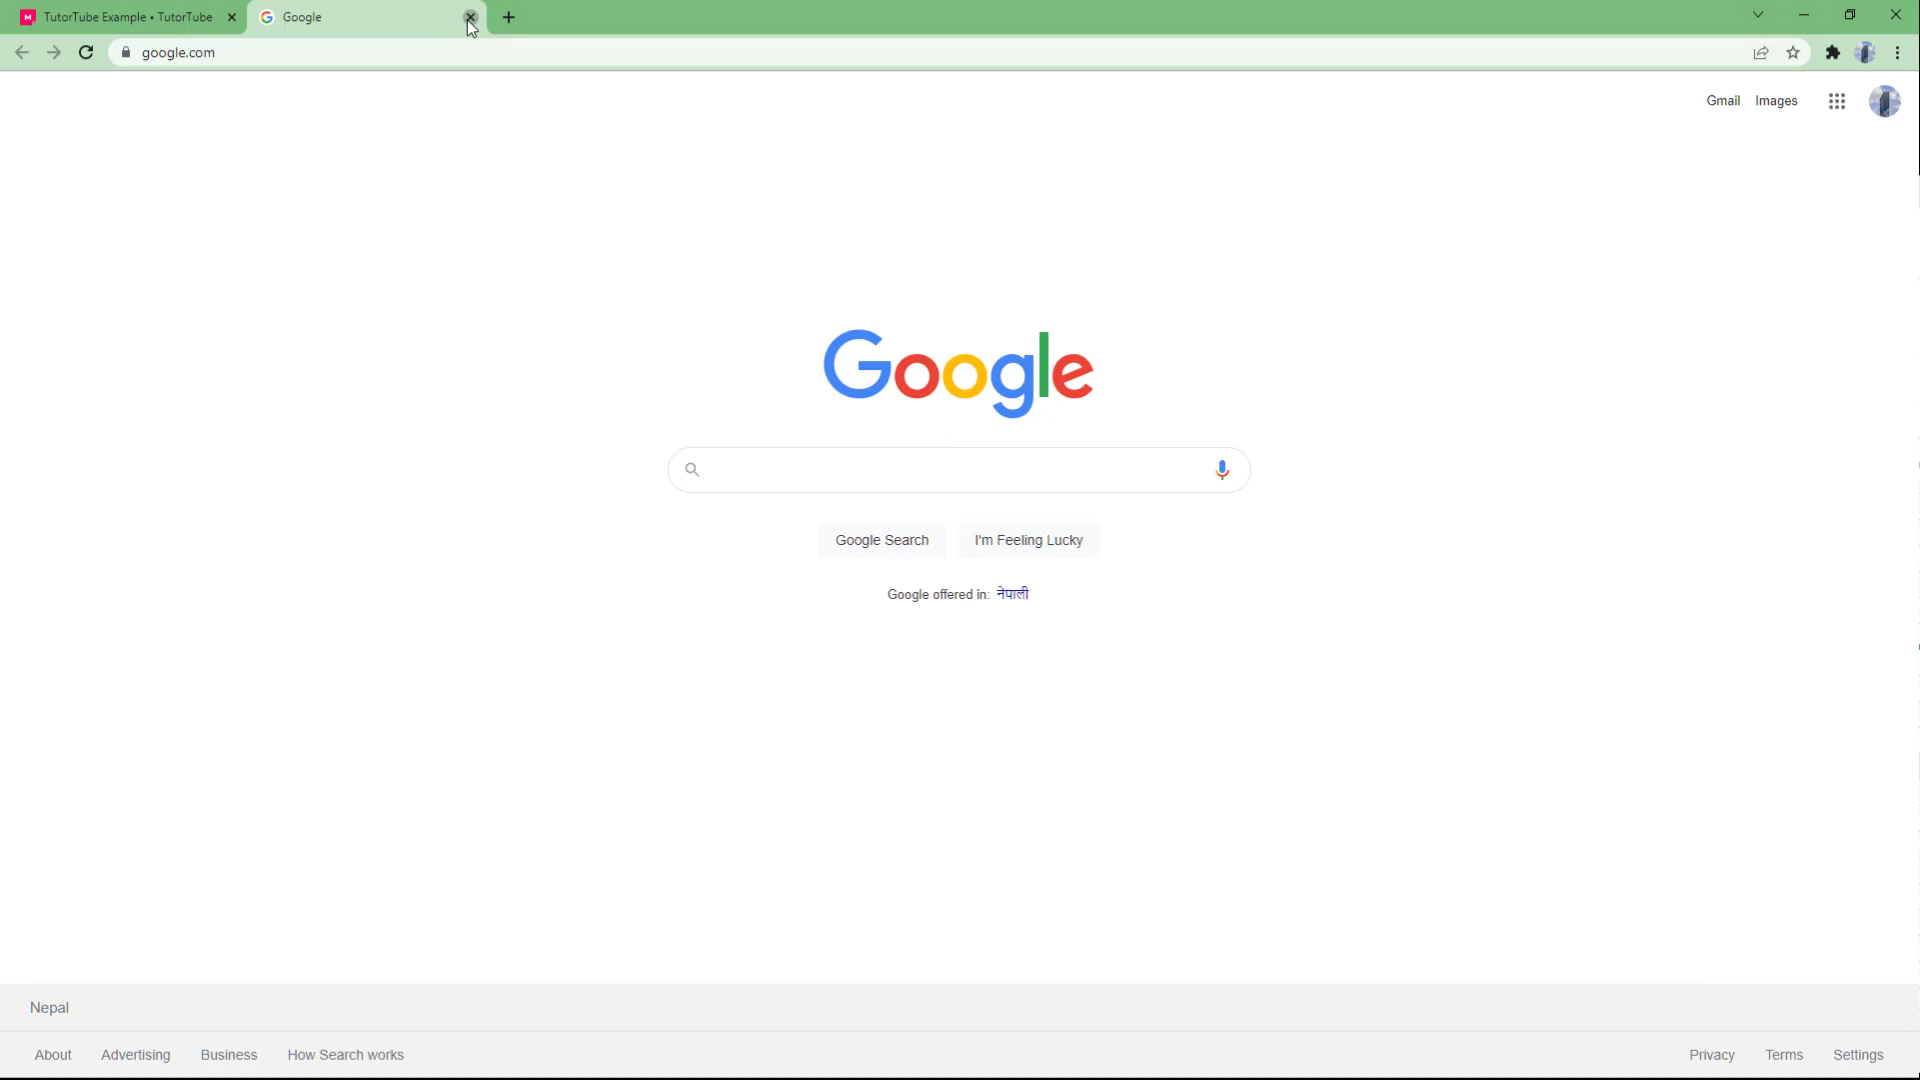 TutorTube Example • TutorTube
Google
google.com
Gmail Images
Google
Google Search I'm Feeling Lucky
Google offered in: नेपाली
Nepal
About Advertising Business How Search works Privacy Terms Settings